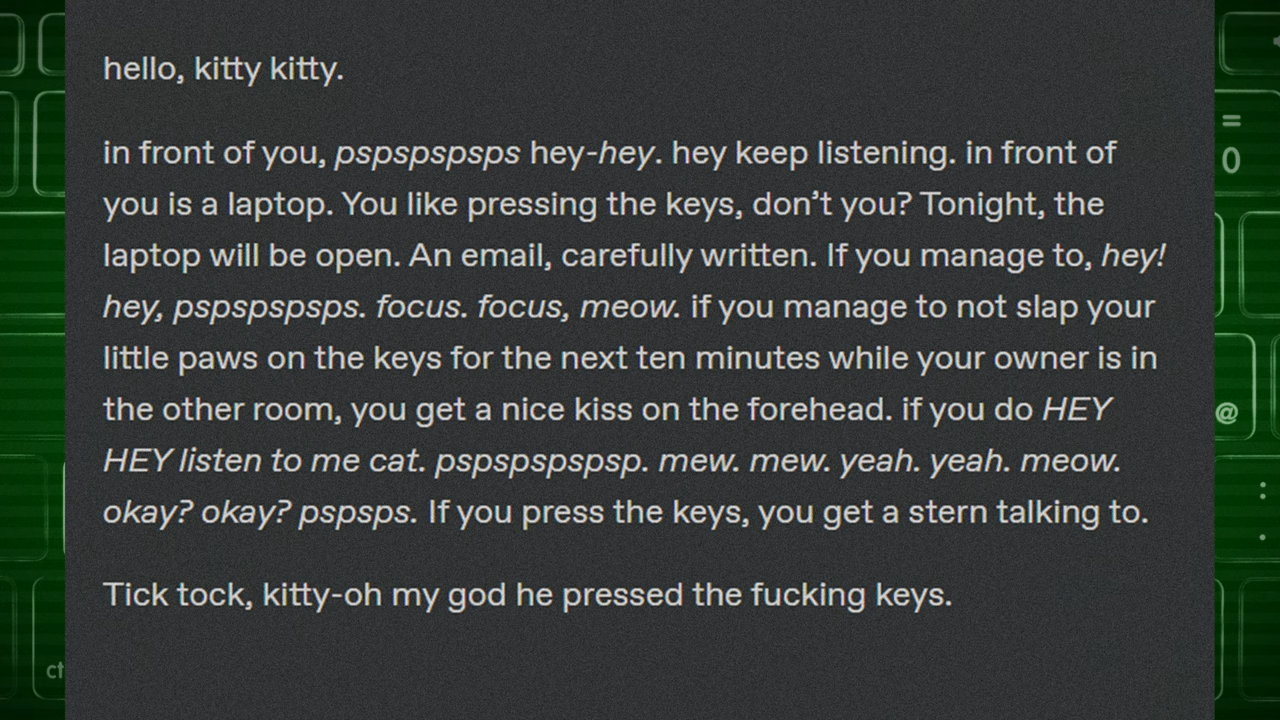 hello, kitty kitty.
in front of you, pspspspsps hey-hey. hey keep listening. in front of
you is a laptop. You like pressing the keys, don’t you? Tonight, the
laptop will be open. An email, carefully written. If you manage to, hey!
hey, pspspspsps. focus. focus, meow. if you manage to not slap your
little paws on the keys for the next ten minutes while your owner is in
the other room, you get a nice kiss on the forehead. if you do HEY
HEY listen to me cat. pspspspspsp. mew. mew. yeah. yeah. meow.
okay? okay? pspsps. If you press the keys, you get a stern talking to.
Tick tock, kitty-oh my god he pressed the fucking keys.
=
0
@
:
.
ct